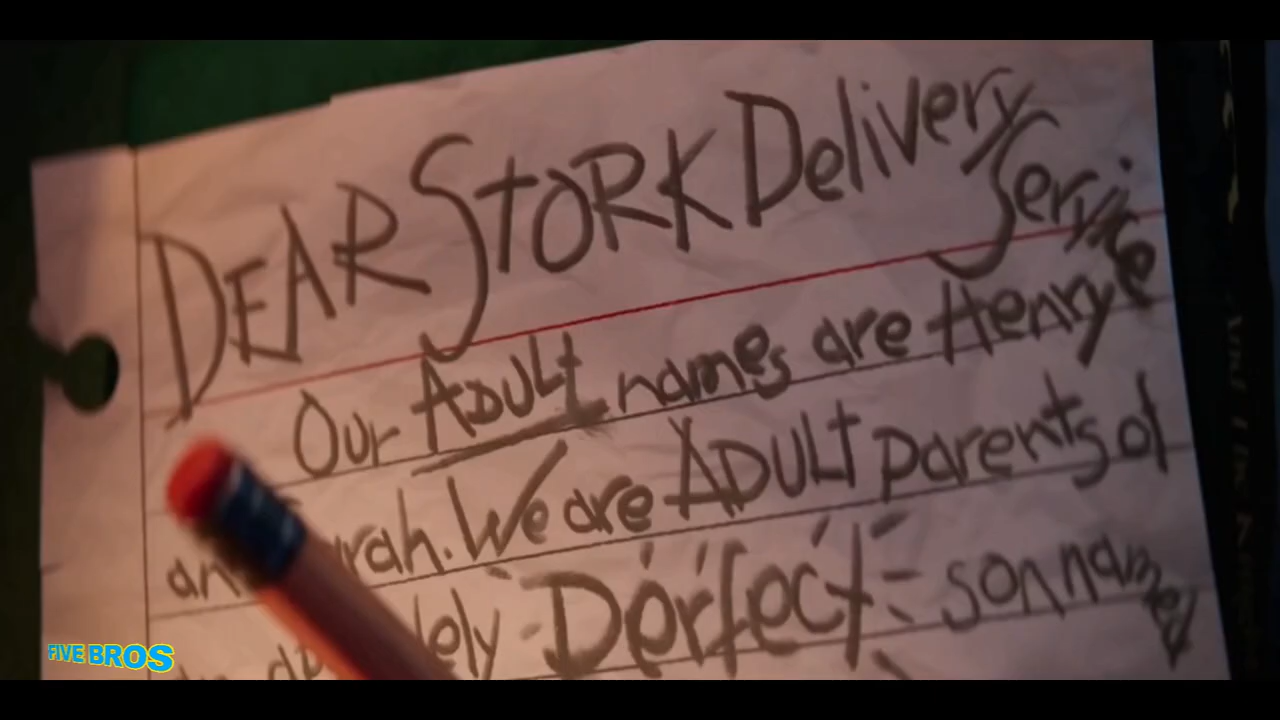 DEAR STORK Delivery
Service
Our ADULT names are Henry
rah. We are ADULT parents of
lely Perfect son named
FIVE BROS